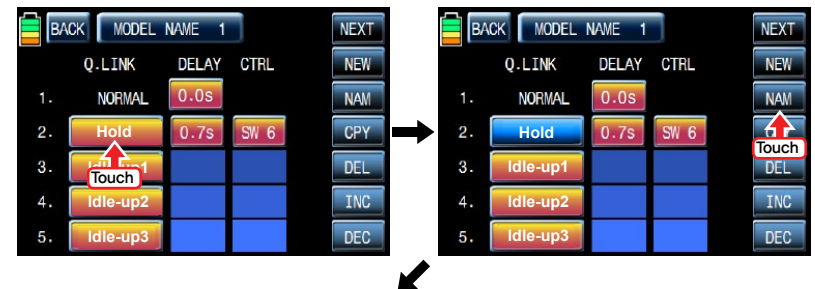 BACK MODEL NAME 1 NEXT
Q.LINK DELAY CTRL NEW
1. NORMAL 0.0s NAM
2. Hold 0.7s SW 6 CPY
3. Idle-up1 DEL
Touch
4. Idle-up2 INC
5. Idle-up3 DEC
BACK MODEL NAME 1 NEXT
Q.LINK DELAY CTRL NEW
1. NORMAL 0.0s NAM
2. Hold 0.7s SW 6
Touch
3. Idle-up1 DEL
4. Idle-up2 INC
5. Idle-up3 DEC